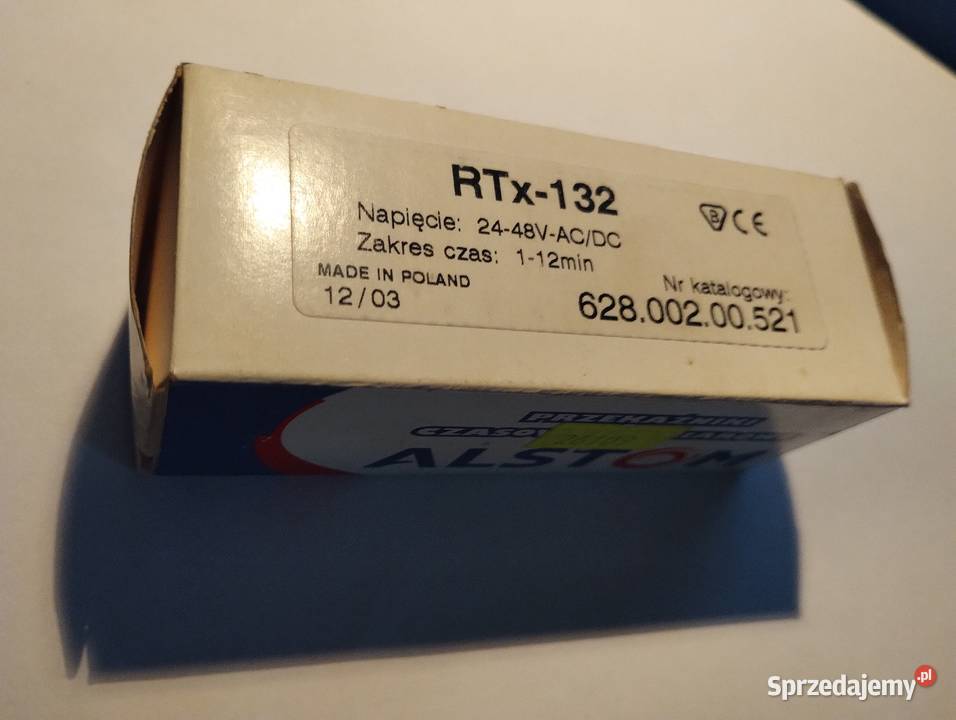 RTx-132
Napięcie: 24-48V-AC/DC
Zakres czas: 1-12min
MADE IN POLAND
12/03
B CE
Nr katalogowy:
628.002.00.521
PRZEKAŹNIKI
ALSTOM
Sprzedajemy.pl